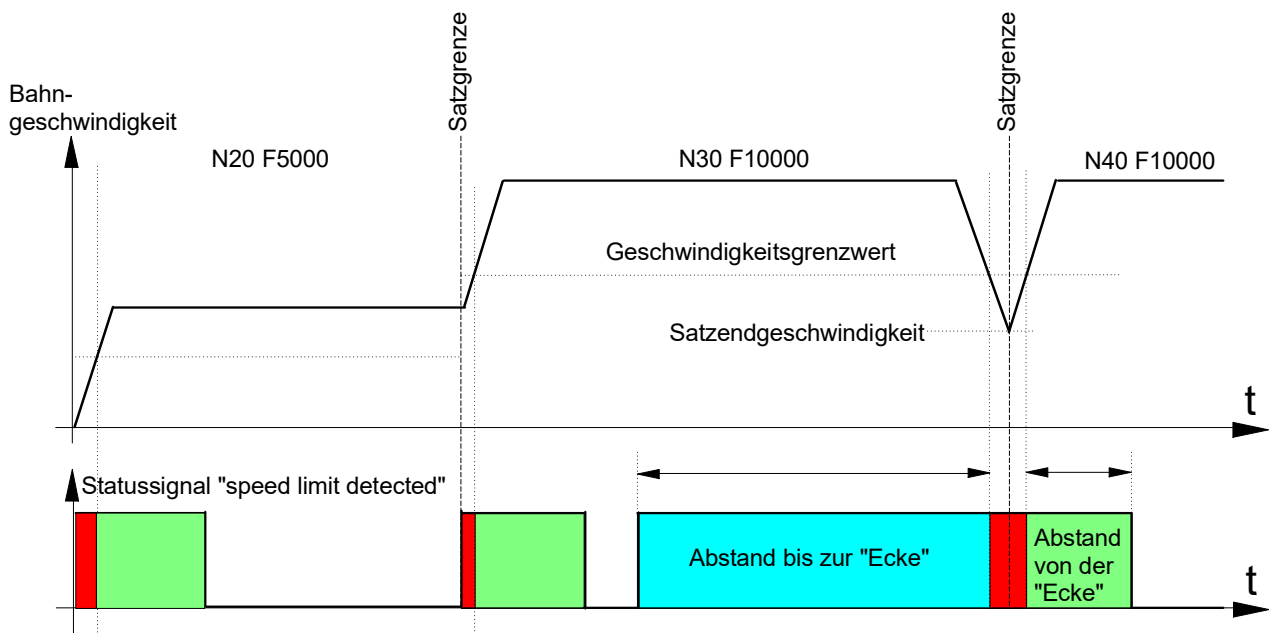 Satzgrenze
Satzgrenze
Bahn-
geschwindigkeit
N20 F5000
N30 F10000
N40 F10000
Geschwindigkeitsgrenzwert
Satzendgeschwindigkeit
t
Statussignal "speed limit detected"
Abstand bis zur "Ecke"
Abstand
von der
"Ecke"
t